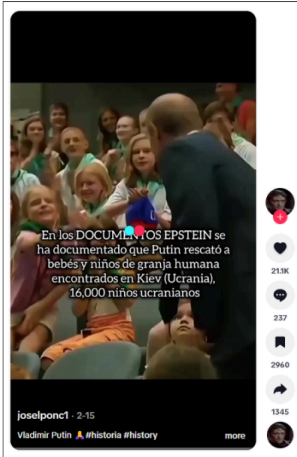 En los DOCUMENTOS EPSTEIN se
ha documentado que Putin rescató a
bebés y niños de granja humana
encontrados en Kiev (Ucrania),
16,000 niños ucranianos
21.1K
237
2960
1345
joselponc1 · 2-15
Vladimir Putin 🙏 #historia #history
more